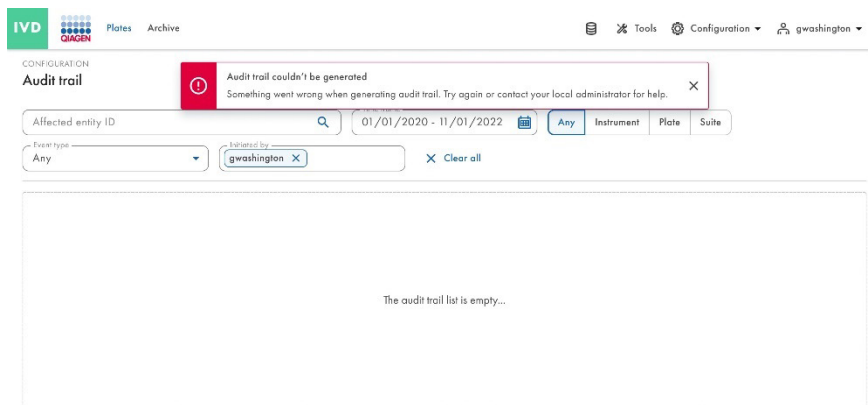 IVD
QIAGEN
Plates
Archive
Tools
Configuration
gwashington
CONFIGURATION
Audit trail
Audit trail couldn't be generated
Something went wrong when generating audit trail. Try again or contact your local administrator for help.
Affected entity ID
01/01/2020 - 11/01/2022
Any
Instrument
Plate
Suite
Event type
Any
Initiated by
gwashington
Clear all
The audit trail list is empty...